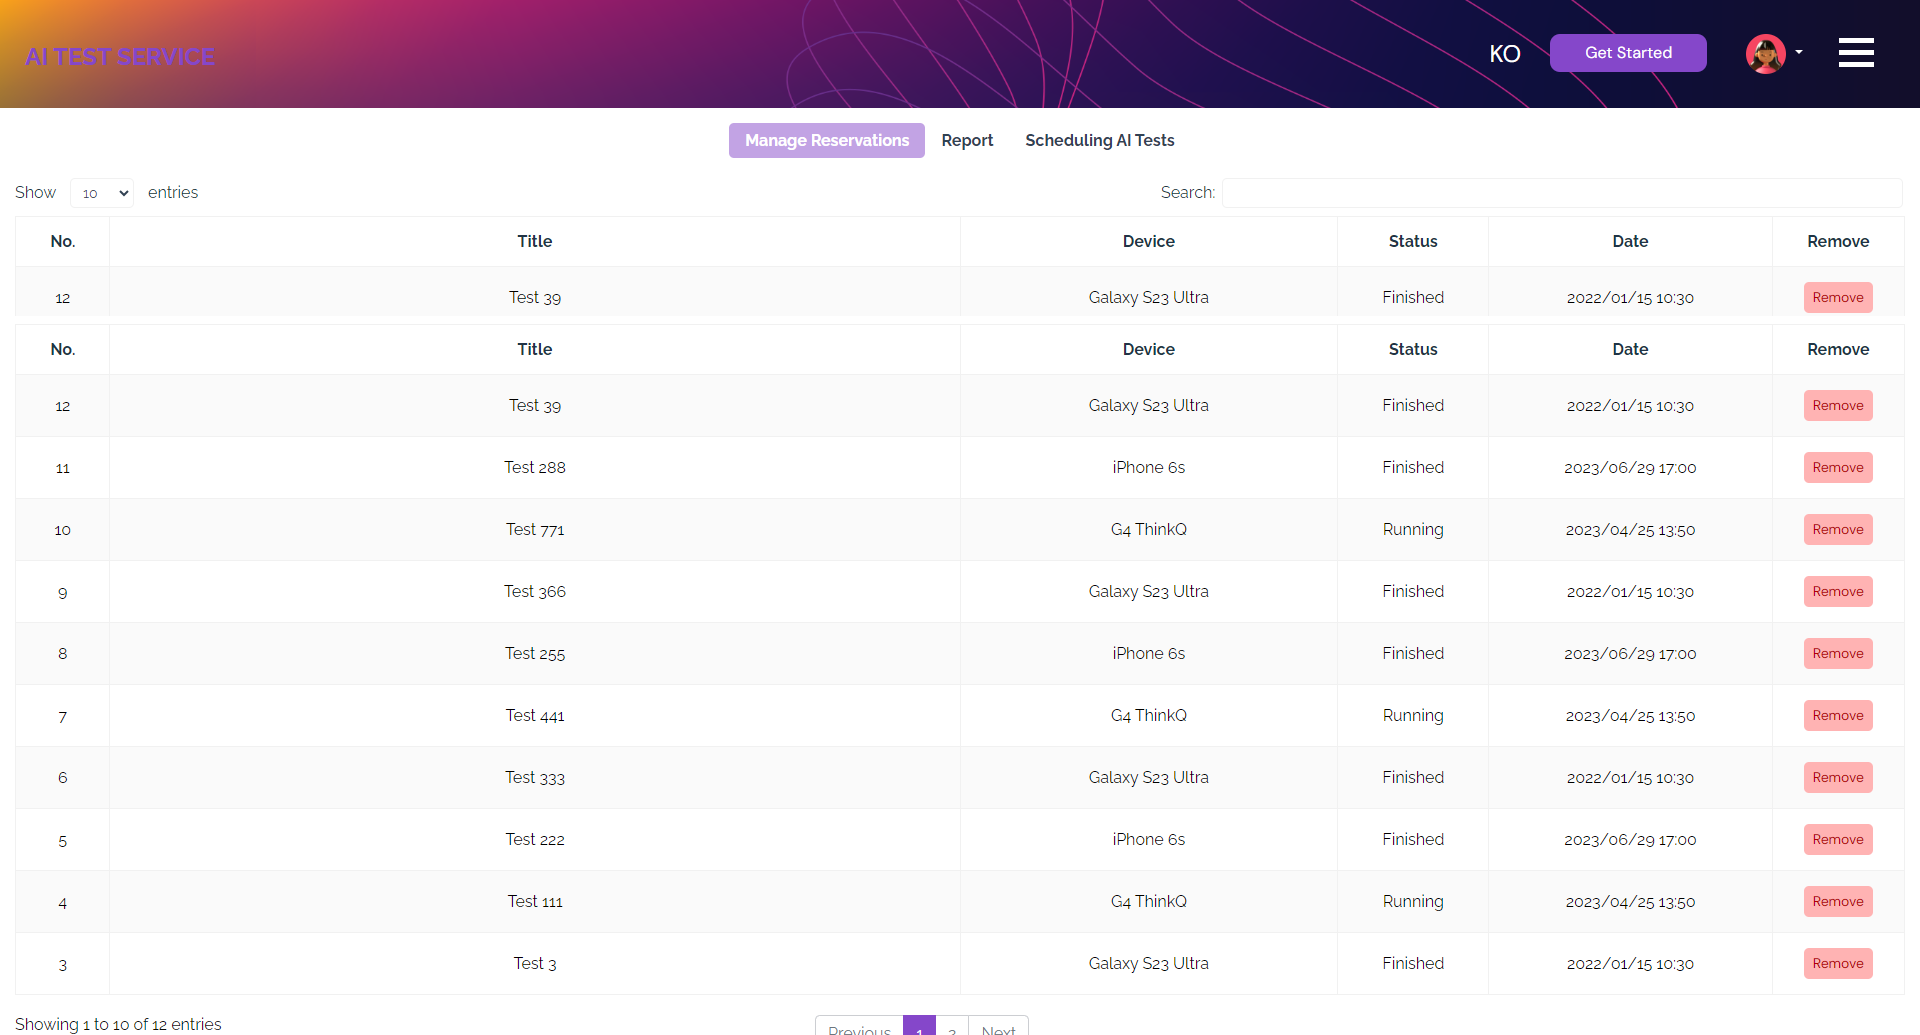 AI TEST SERVICE
KO
Get Started
Manage Reservations Report Scheduling AI Tests
Show 10 entries Search:
No. Title Device Status Date Remove
12 Test 39 Galaxy S23 Ultra Finished 2022/01/15 10:30 Remove
No. Title Device Status Date Remove
12 Test 39 Galaxy S23 Ultra Finished 2022/01/15 10:30 Remove
11 Test 288 iPhone 6s Finished 2023/06/29 17:00 Remove
10 Test 771 G4 ThinkQ Running 2023/04/25 13:50 Remove
9 Test 366 Galaxy S23 Ultra Finished 2022/01/15 10:30 Remove
8 Test 255 iPhone 6s Finished 2023/06/29 17:00 Remove
7 Test 441 G4 ThinkQ Running 2023/04/25 13:50 Remove
6 Test 333 Galaxy S23 Ultra Finished 2022/01/15 10:30 Remove
5 Test 222 iPhone 6s Finished 2023/06/29 17:00 Remove
4 Test 111 G4 ThinkQ Running 2023/04/25 13:50 Remove
3 Test 3 Galaxy S23 Ultra Finished 2022/01/15 10:30 Remove
Showing 1 to 10 of 12 entries
Previous 1 2 Next